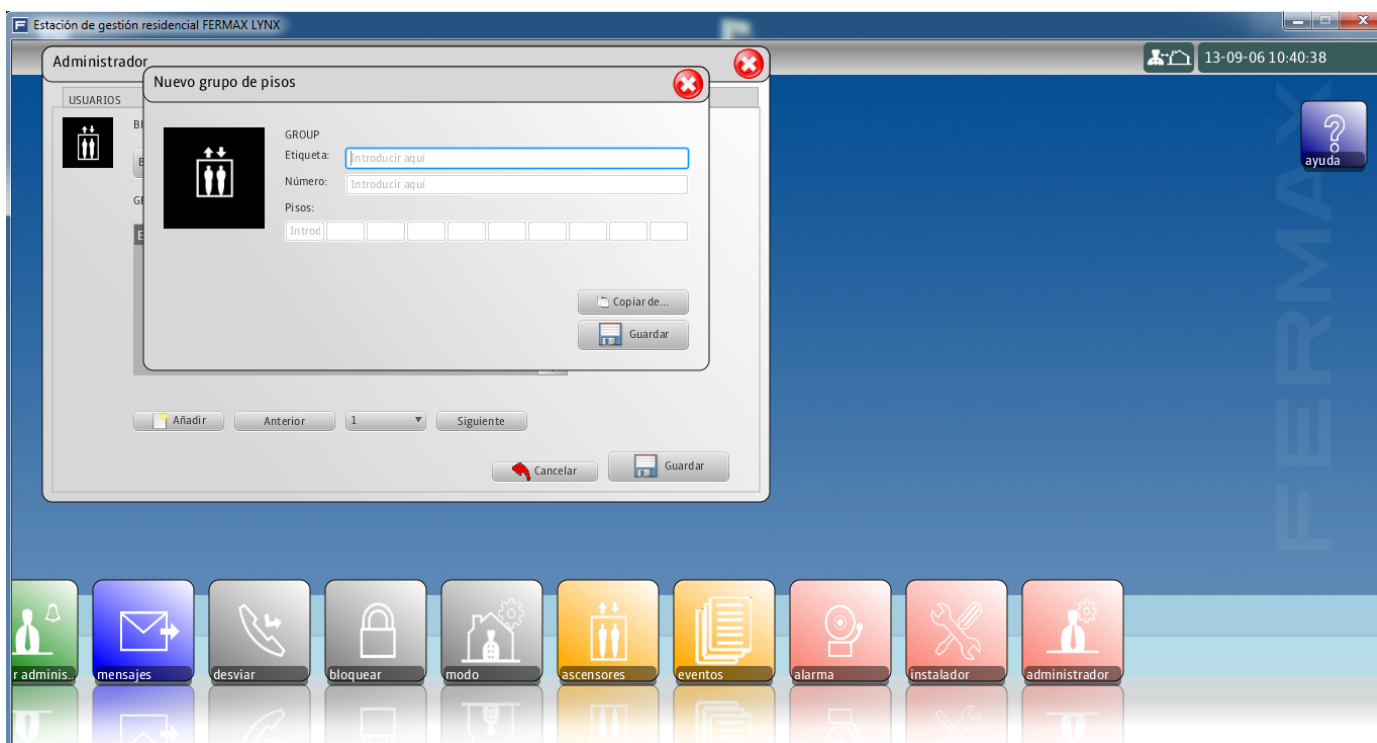 Estación de gestión residencial FERMAX LYNX
Administrador
13-09-06 10:40:38
Nuevo grupo de pisos
USUARIOS
ayuda
GROUP
Etiqueta: Introducir aquí
Número: Introducir aquí
Pisos:
Introd
Copiar de...
Guardar
Añadir
Anterior
1
Siguiente
Cancelar
Guardar
FERMAX
r adminis..
mensajes
desviar
bloquear
modo
ascensores
eventos
alarma
instalador
administrador